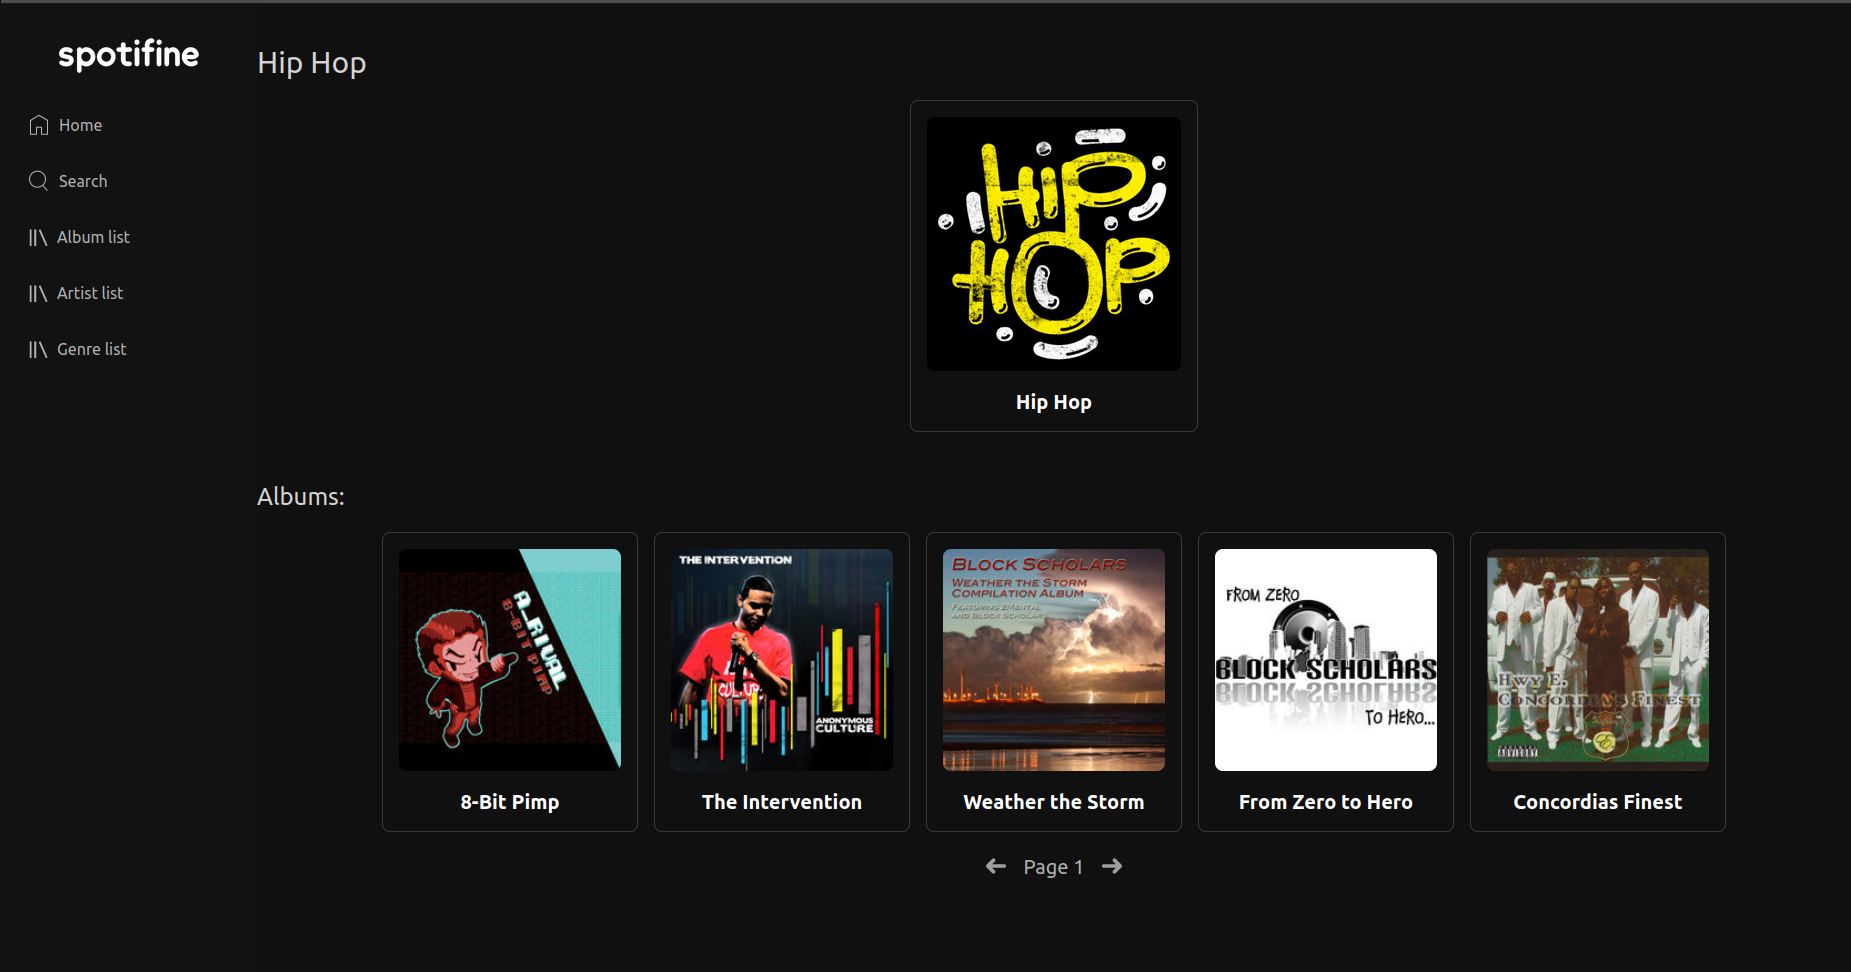 spotifine
Home
Search
Album list
Artist list
Genre list
Hip Hop
Hip
Hop
Hip Hop
Albums:
A_RIVAL
8-BIT PIMP
8-Bit Pimp
THE INTERVENTION
ANONYMOUS
CULTURE
The Intervention
BLOCK SCHOLARS
WEATHER THE STORM
COMPILATION ALBUM
FEATURING 2MENTAL
AND BLOCK SCHOLARS
Weather the Storm
FROM ZERO
BLOCK SCHOLARS
TO HERO...
From Zero to Hero
HWY E.
CONCORDIA'S FINEST
ADVISORY
Concordias Finest
Page 1